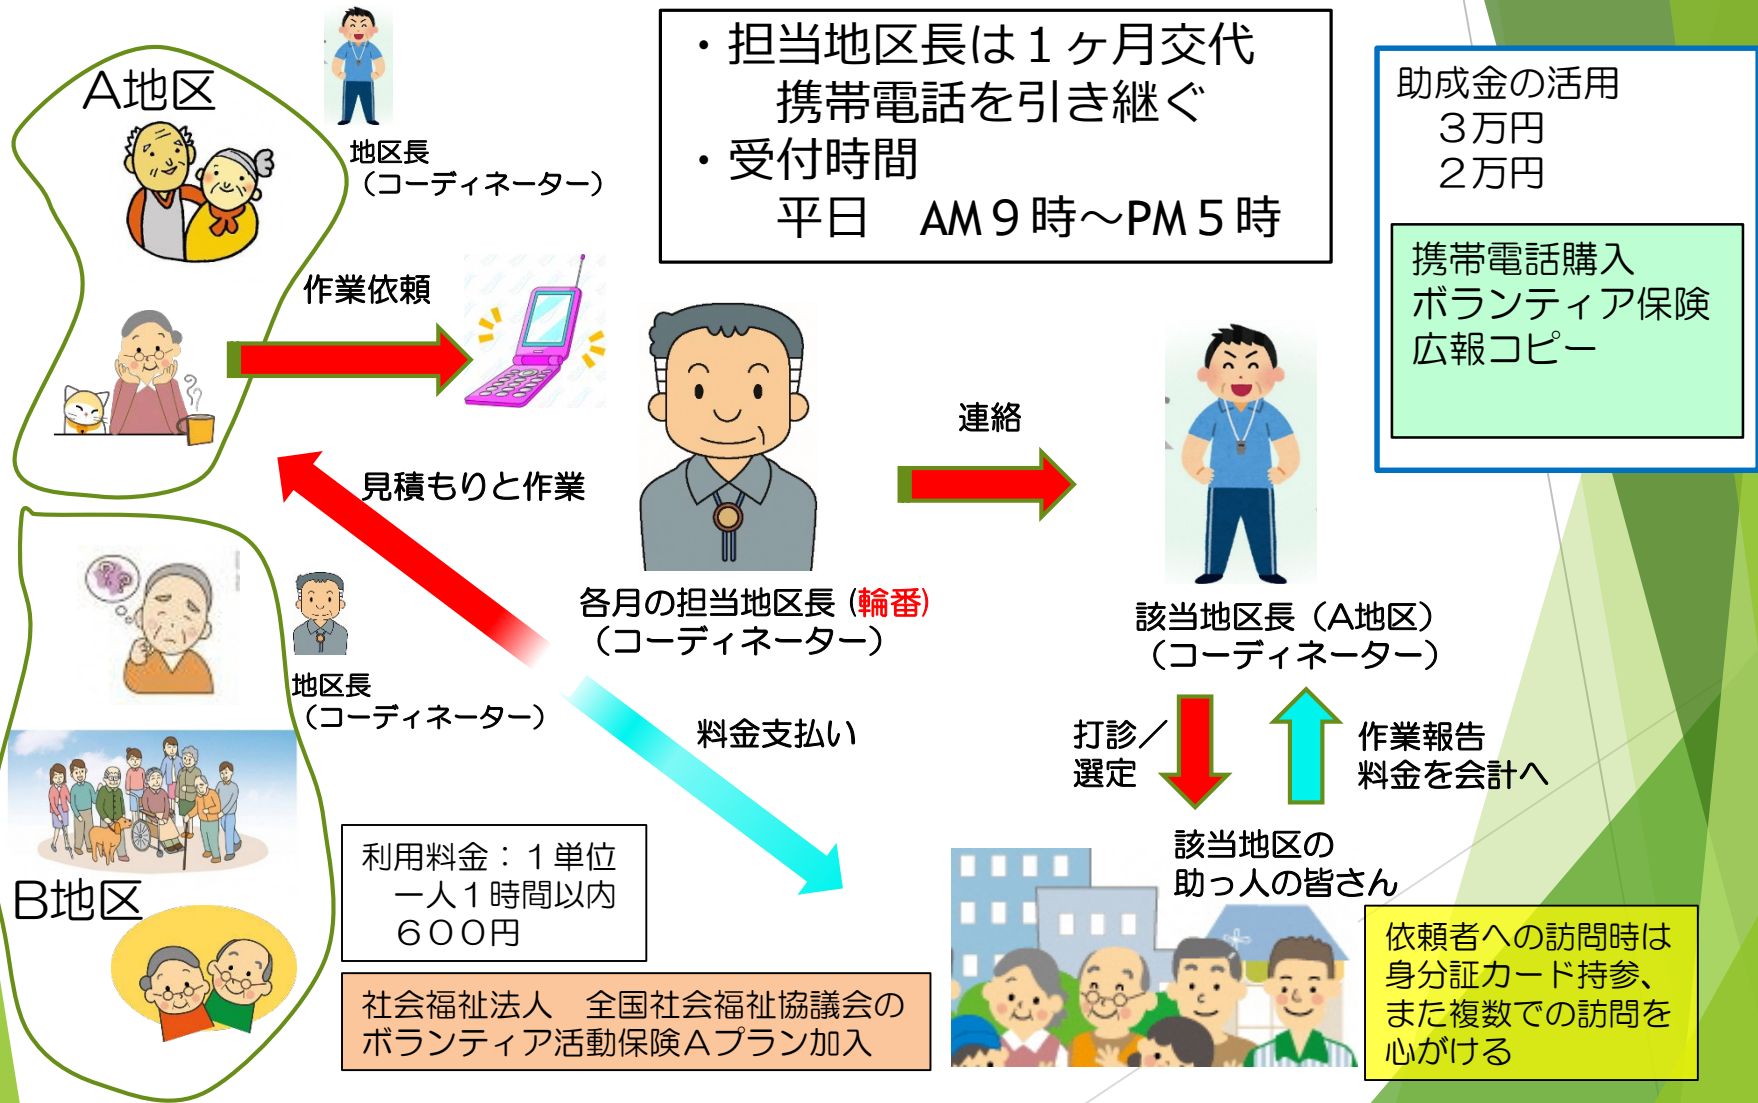 ・担当地区長は１ヶ月交代
携帯電話を引き継ぐ
・受付時間
平日　AM９時～PM５時
助成金の活用
３万円
２万円
携帯電話購入
ボランティア保険
広報コピー
A地区
地区長
（コーディネーター）
作業依頼
連絡
見積もりと作業
各月の担当地区長 (輪番)
（コーディネーター）
該当地区長（A地区）
（コーディネーター）
地区長
（コーディネーター）
料金支払い
打診／
選定
作業報告
料金を会計へ
該当地区の
助っ人の皆さん
B地区
利用料金：１単位
一人１時間以内
６００円
社会福祉法人　全国社会福祉協議会の
ボランティア活動保険Ａプラン加入
依頼者への訪問時は
身分証カード持参、
また複数での訪問を
心がける